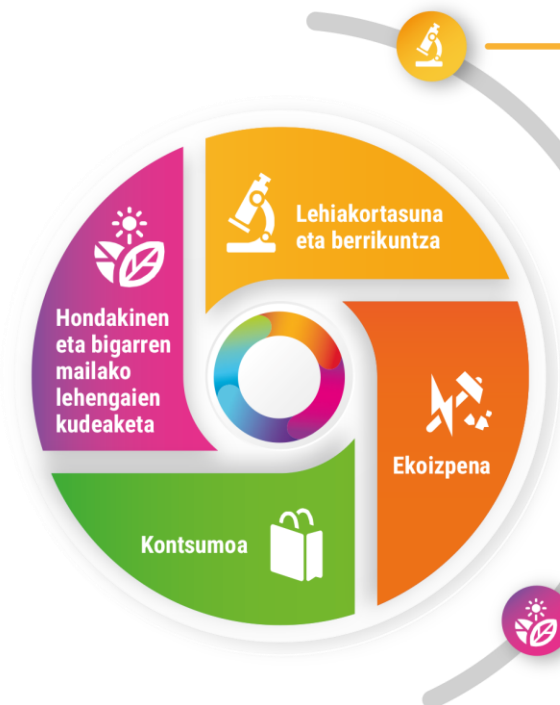 Lehiakortasuna
eta berrikuntza
Hondakinen
eta bigarren
mailako
lehengaien
kudeaketa
Ekoizpena
Kontsumoa